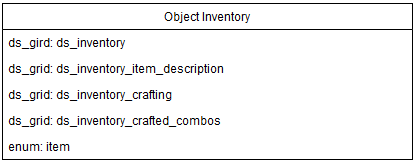 Object Inventory
ds_gird: ds_inventory
ds_grid: ds_inventory_item_description
ds_grid: ds_inventory_crafting
ds_grid: ds_inventory_crafted_combos
enum: item